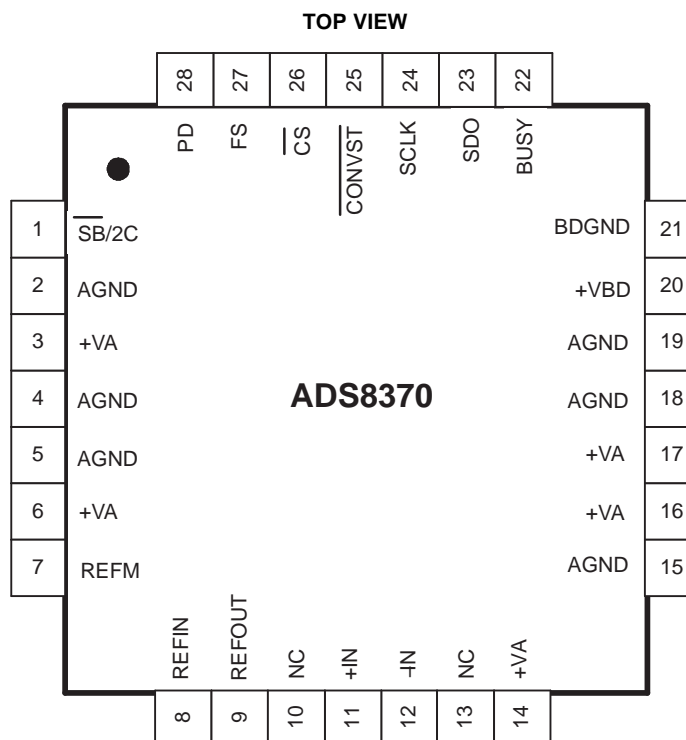 TOP VIEW
28 27 26 25 24 23 22
PD FS CS CONVST SCLK SDO BUSY
1 SB/2C BDGND 21
2 AGND +VBD 20
3 +VA AGND 19
4 AGND ADS8370 AGND 18
5 AGND +VA 17
6 +VA +VA 16
7 REFM AGND 15
REFIN REFOUT NC +IN -IN NC +VA
8 9 10 11 12 13 14